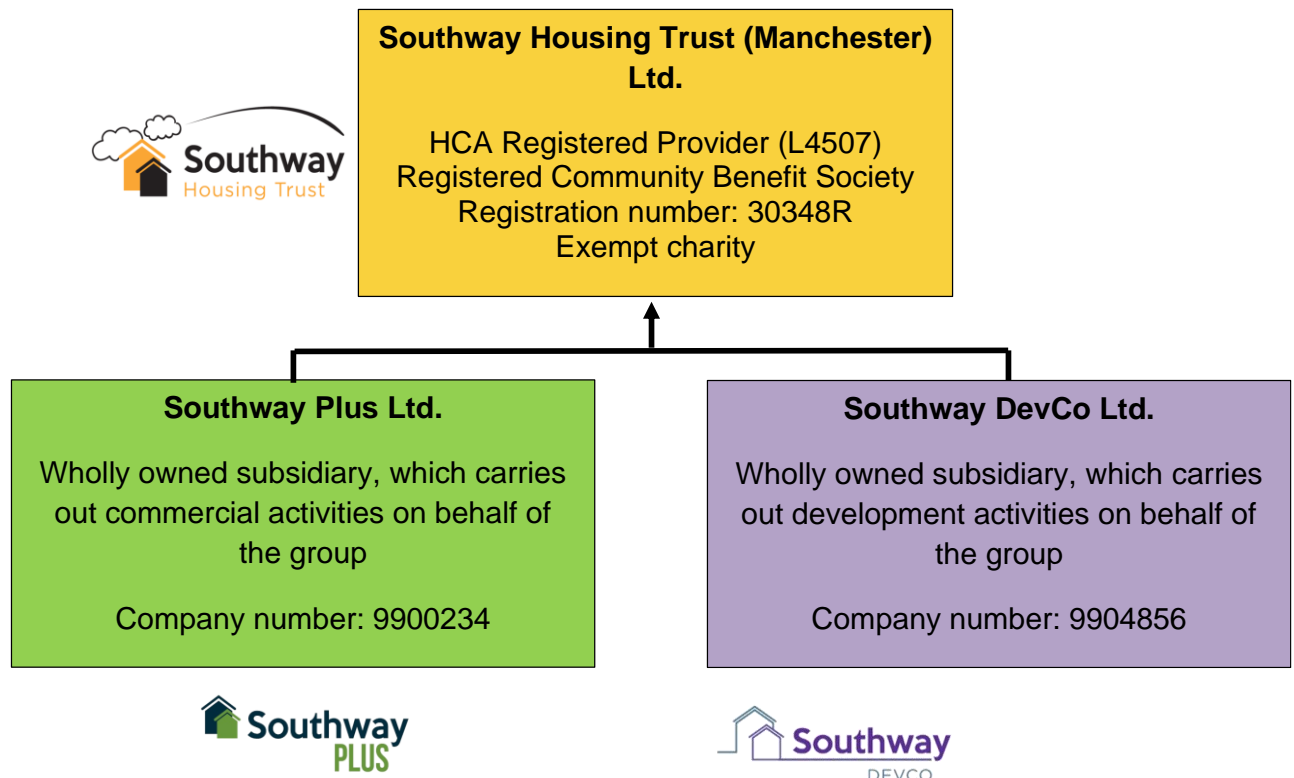 Southway Housing Trust (Manchester)
Ltd.
HCA Registered Provider (L4507)
Registered Community Benefit Society
Registration number: 30348R
Exempt charity
Southway
Housing Trust
Southway Plus Ltd.
Wholly owned subsidiary, which carries
out commercial activities on behalf of
the group
Company number: 9900234
Southway DevCo Ltd.
Wholly owned subsidiary, which carries
out development activities on behalf of
the group
Company number: 9904856
Southway
PLUS
Southway
DEVCO